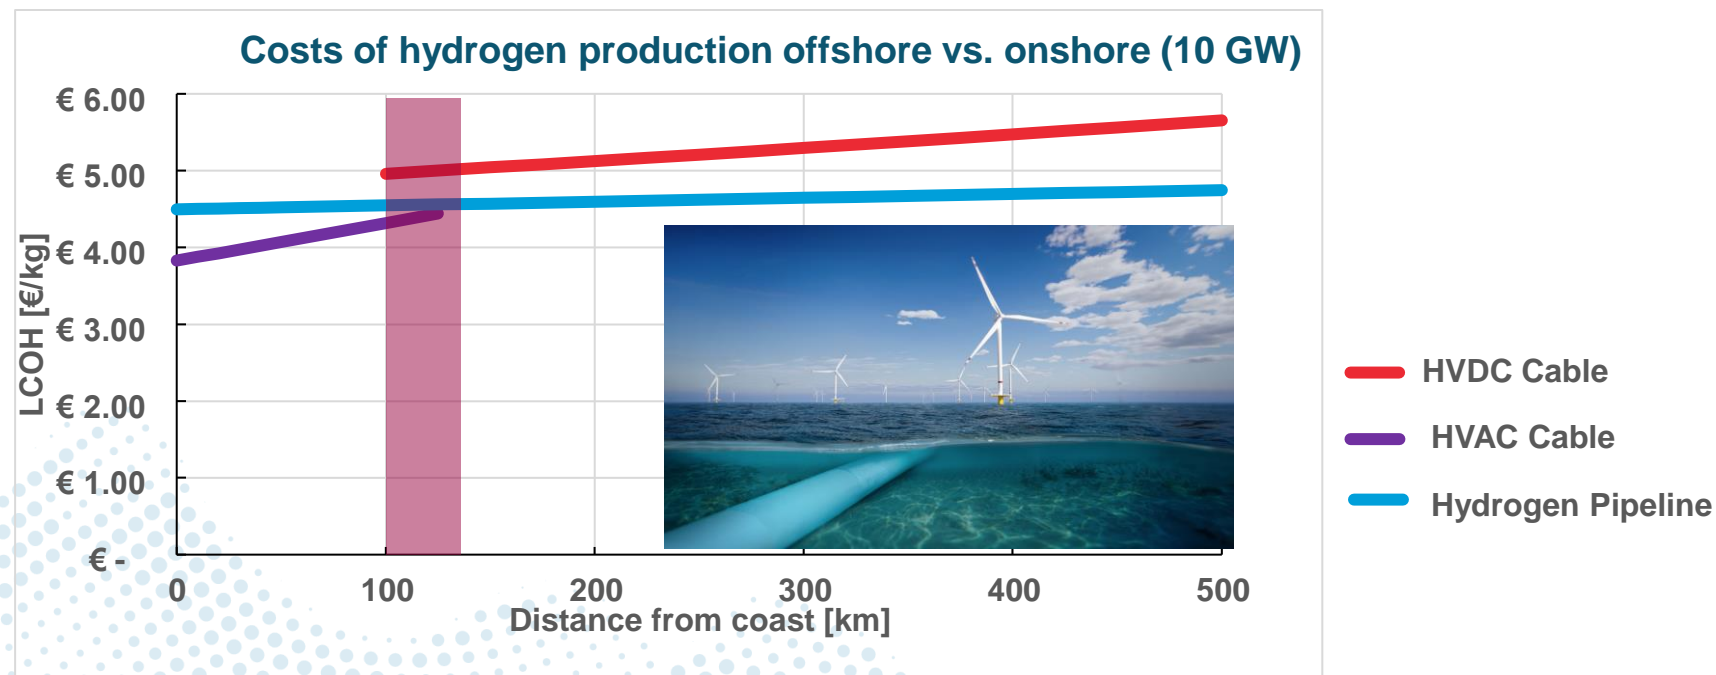 Costs of hydrogen production offshore vs. onshore (10 GW)
€ 6.00
€ 5.00
€ 4.00
€ 3.00
€ 2.00
€ 1.00
€ -
LCOH [€/kg]
0 100 200 300 400 500
Distance from coast [km]
HVDC Cable
HVAC Cable
Hydrogen Pipeline